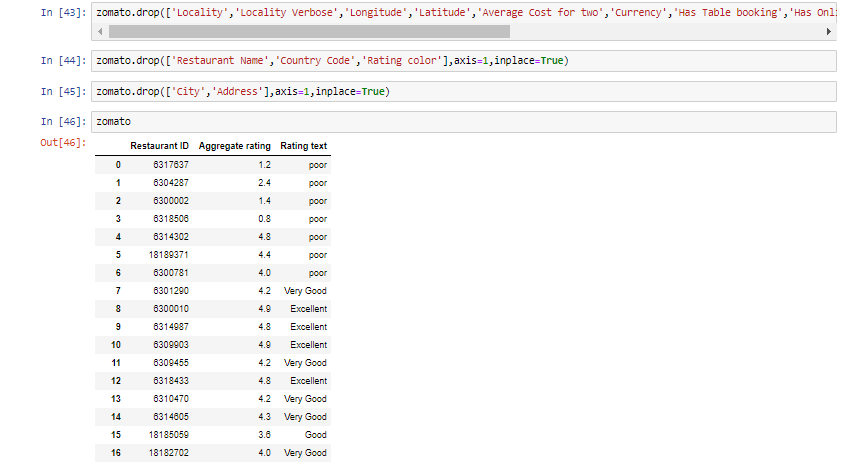 In [43]: zomato.drop(['Locality','Locality Verbose','Longitude','Latitude','Average Cost for two','Currency','Has Table booking','Has Onli
In [44]: zomato.drop(['Restaurant Name','Country Code','Rating color'],axis=1,inplace=True)
In [45]: zomato.drop(['City','Address'],axis=1,inplace=True)
In [46]: zomato
Out[46]:
Restaurant ID Aggregate rating Rating text
0 6317637 1.2 poor
1 6304287 2.4 poor
2 6300002 1.4 poor
3 6318506 0.8 poor
4 6314302 4.8 poor
5 18189371 4.4 poor
6 6300781 4.0 poor
7 6301290 4.2 Very Good
8 6300010 4.9 Excellent
9 6314987 4.8 Excellent
10 6309903 4.9 Excellent
11 6309455 4.2 Very Good
12 6318433 4.8 Excellent
13 6310470 4.2 Very Good
14 6314605 4.3 Very Good
15 18185059 3.6 Good
16 18182702 4.0 Very Good